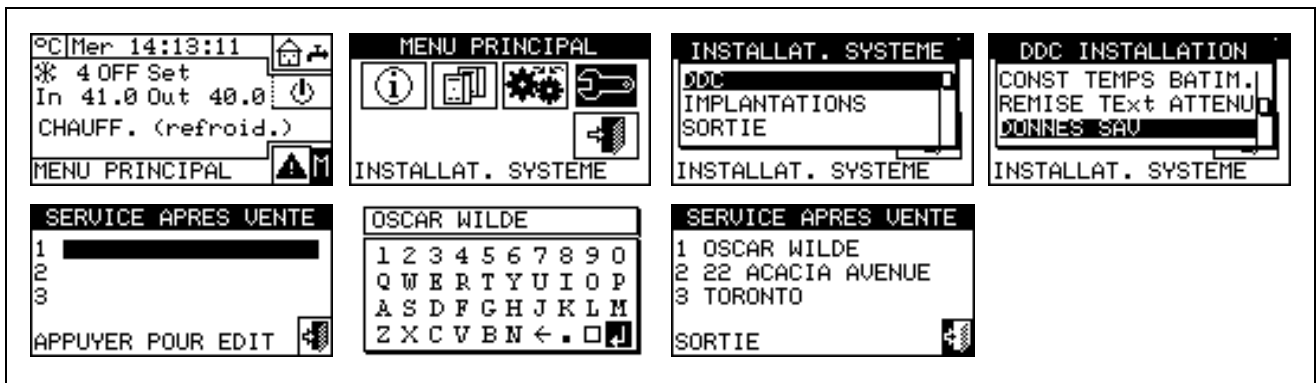 °C Mer 14:13:11
4 OFF Set
In 41.0 Out 40.0
CHAUFF. (refroid.)
MENU PRINCIPAL M
MENU PRINCIPAL
INSTALLAT. SYSTEME
INSTALLAT. SYSTEME
DDC
IMPLANTATIONS
SORTIE
INSTALLAT. SYSTEME
DDC INSTALLATION
CONST TEMPS BATIM.
REMISE TExt ATTENU
DONNES SAV
INSTALLAT. SYSTEME
SERVICE APRES VENTE
1
2
3
APPUYER POUR EDIT
OSCAR WILDE
1 2 3 4 5 6 7 8 9 0
Q W E R T Y U I O P
A S D F G H J K L M
Z X C V B N ← .
SERVICE APRES VENTE
1 OSCAR WILDE
2 22 ACACIA AVENUE
3 TORONTO
SORTIE